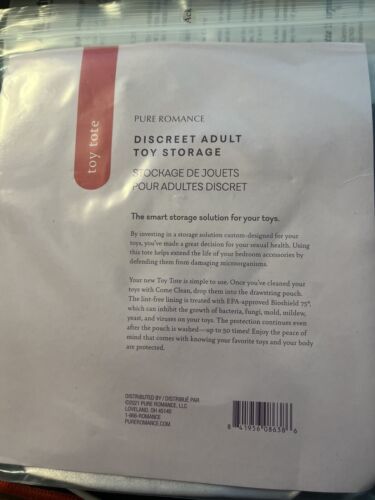 toy tote
PURE ROMANCE
DISCREET ADULT
TOY STORAGE
STOCKAGE DE JOUETS
POUR ADULTES DISCRET
The smart storage solution for your toys.
By investing in a storage solution custom-designed for your
toys, you've made a great decision for your sexual health. Using
this tote helps extend the life of your bedroom accessories by
defending them from damaging microorganisms.
Your new Toy Tote is simple to use. Once you've cleaned your
toys with Come Clean, drop them into the drawstring pouch.
The lint-free lining is treated with EPA-approved Bioshield 75®,
which can inhibit the growth of bacteria, fungi, mold, mildew,
yeast, and viruses on your toys. The protection continues even
after the pouch is washed—up to 50 times! Enjoy the peace of
mind that comes with knowing your favorite toys and your body
are protected.
DISTRIBUTED BY / DISTRIBUÉ PAR
©2021 PURE ROMANCE, LLC
LOVELAND, OH 45140
1-866-ROMANCE
PUREROMANCE.COM
8 41956 08638 6